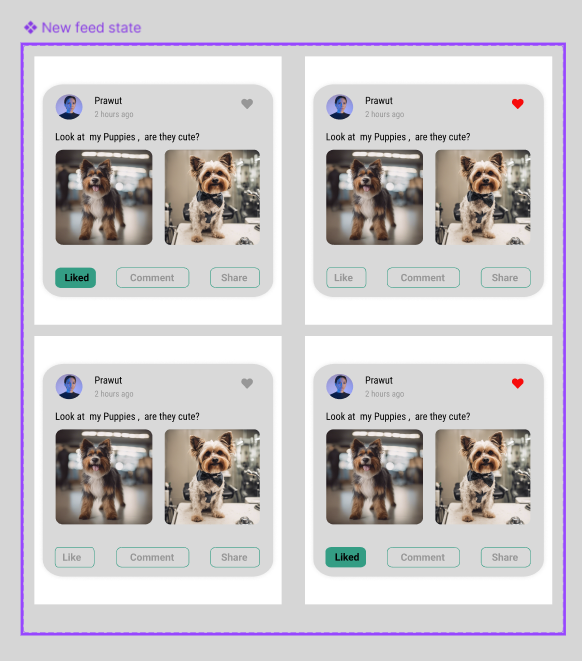 New feed state
Prawut
2 hours ago
Look at my Puppies , are they cute?
Liked Comment Share
Prawut
2 hours ago
Look at my Puppies , are they cute?
Like Comment Share
Prawut
2 hours ago
Look at my Puppies , are they cute?
Like Comment Share
Prawut
2 hours ago
Look at my Puppies , are they cute?
Liked Comment Share